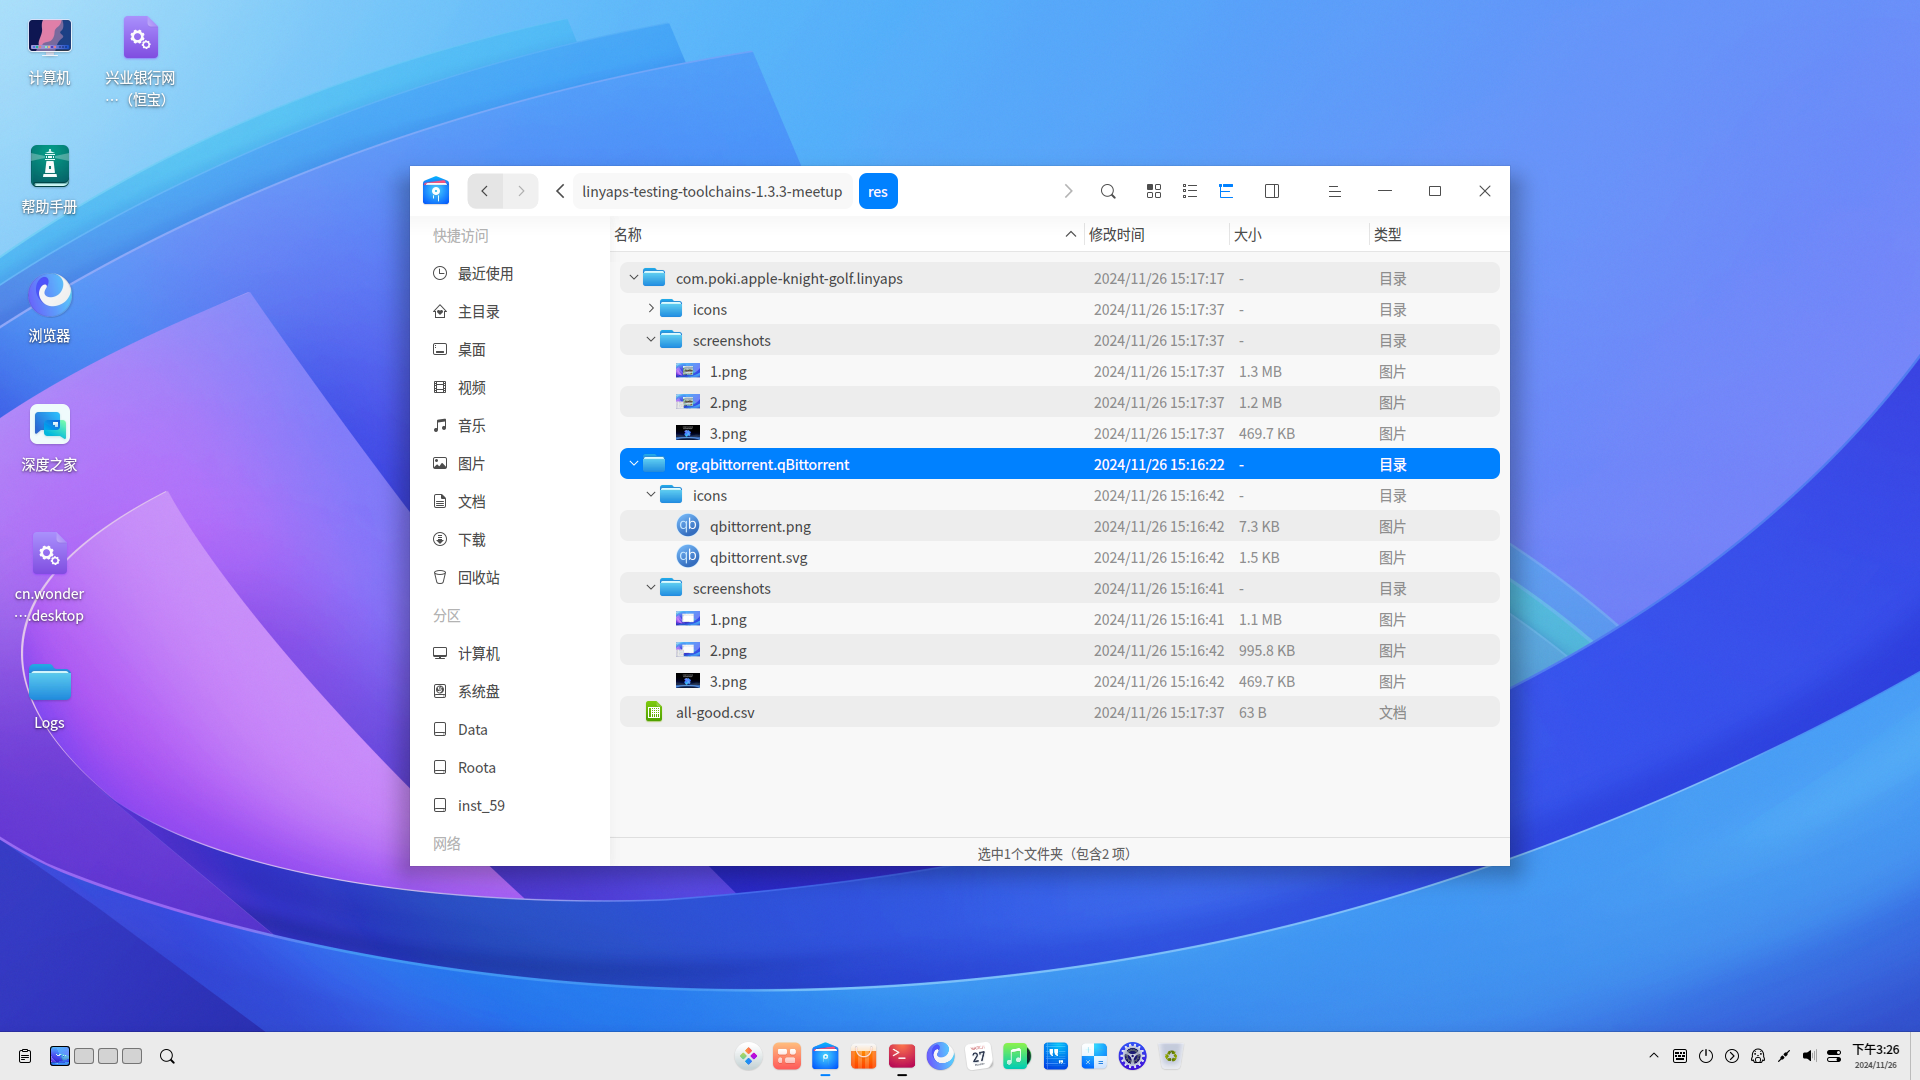 计算机
兴业银行网
…（恒宝）
帮助手册
浏览器
深度之家
cn.wonder
….desktop
Logs
linyaps-testing-toolchains-1.3.3-meetup
res
快捷访问
最近使用
主目录
桌面
视频
音乐
图片
文档
下载
回收站
分区
计算机
系统盘
Data
Roota
inst_59
网络
名称 修改时间 大小 类型
com.poki.apple-knight-golf.linyaps 2024/11/26 15:17:17 - 目录
icons 2024/11/26 15:17:37 - 目录
screenshots 2024/11/26 15:17:37 - 目录
1.png 2024/11/26 15:17:37 1.3 MB 图片
2.png 2024/11/26 15:17:37 1.2 MB 图片
3.png 2024/11/26 15:17:37 469.7 KB 图片
org.qbittorrent.qBittorrent 2024/11/26 15:16:22 - 目录
icons 2024/11/26 15:16:42 - 目录
qbittorrent.png 2024/11/26 15:16:42 7.3 KB 图片
qbittorrent.svg 2024/11/26 15:16:42 1.5 KB 图片
screenshots 2024/11/26 15:16:41 - 目录
1.png 2024/11/26 15:16:41 1.1 MB 图片
2.png 2024/11/26 15:16:42 995.8 KB 图片
3.png 2024/11/26 15:16:42 469.7 KB 图片
all-good.csv 2024/11/26 15:17:37 63 B 文档
选中1个文件夹（包含2 项）
27
下午3:26
2024/11/26